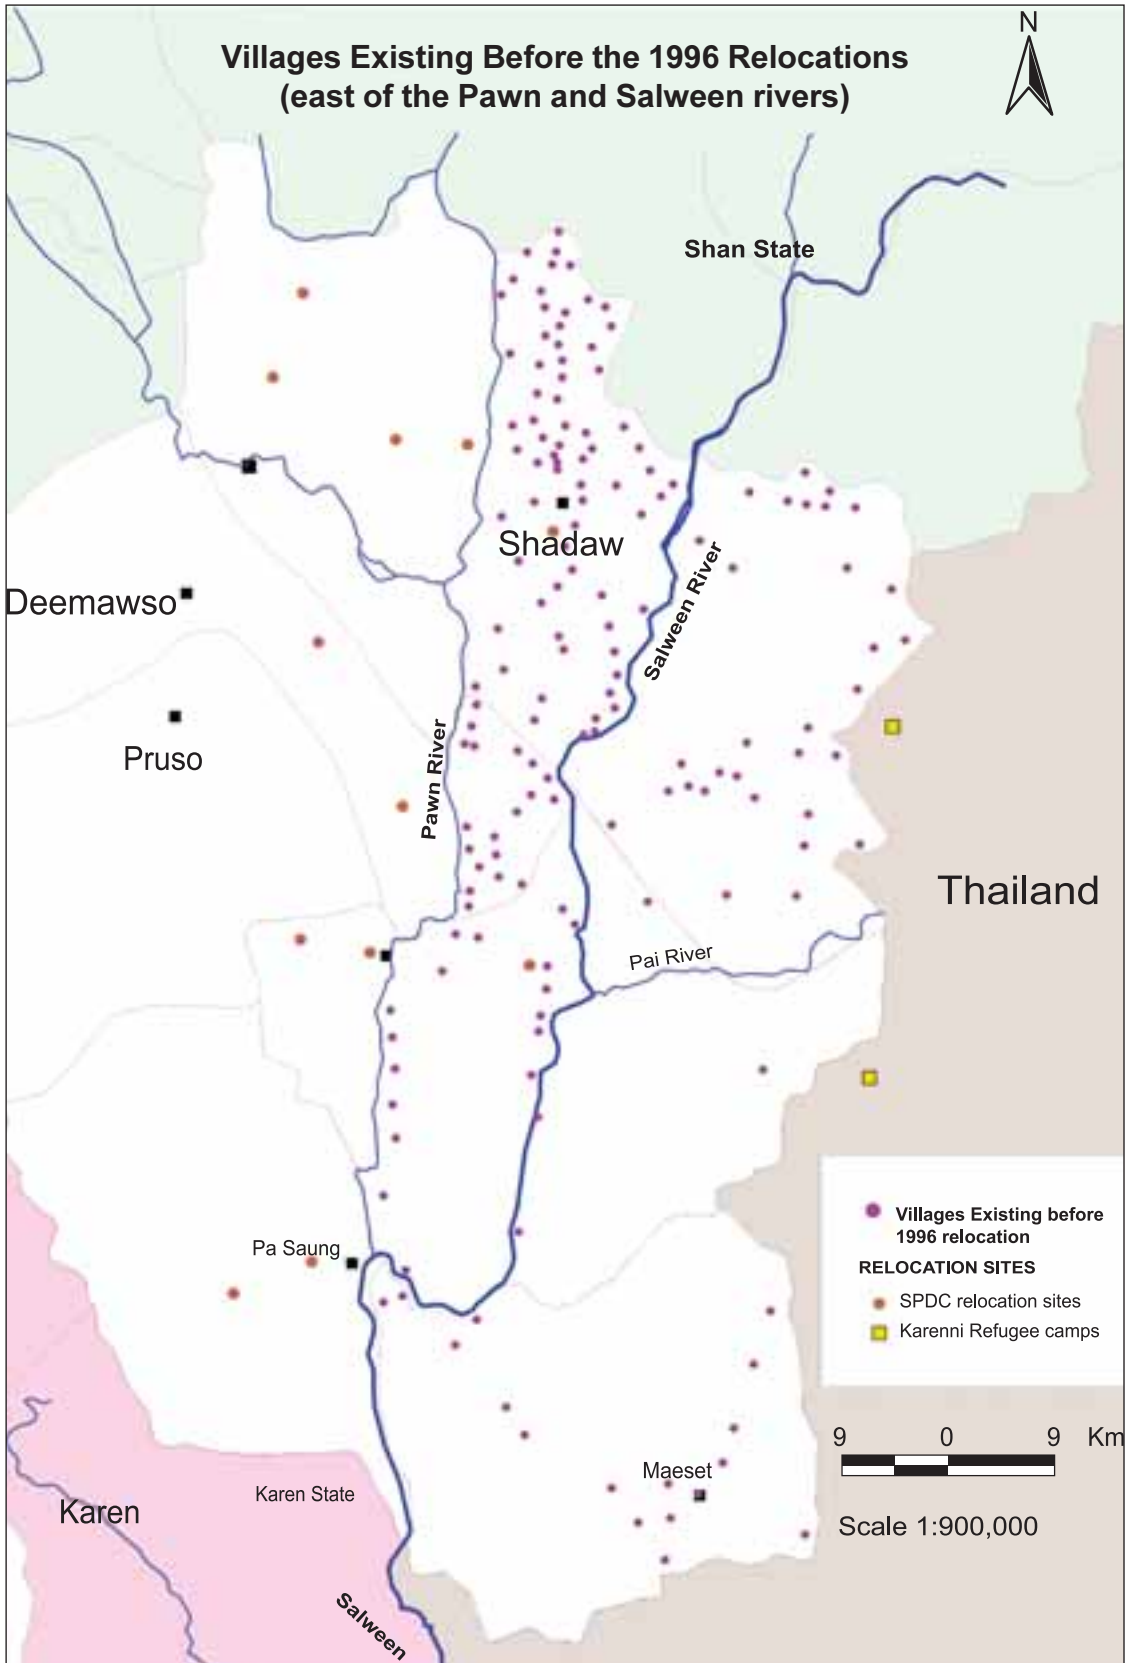 Villages Existing Before the 1996 Relocations
(east of the Pawn and Salween rivers)
N
Shan State
Shadaw
Salween River
Deemawso
Pruso
Pawn River
Thailand
Pai River
Pa Saung
Villages Existing before
1996 relocation
RELOCATION SITES
SPDC relocation sites
Karenni Refugee camps
9 0 9 Km
Scale 1:900,000
Maeset
Karen State
Karen
Salween